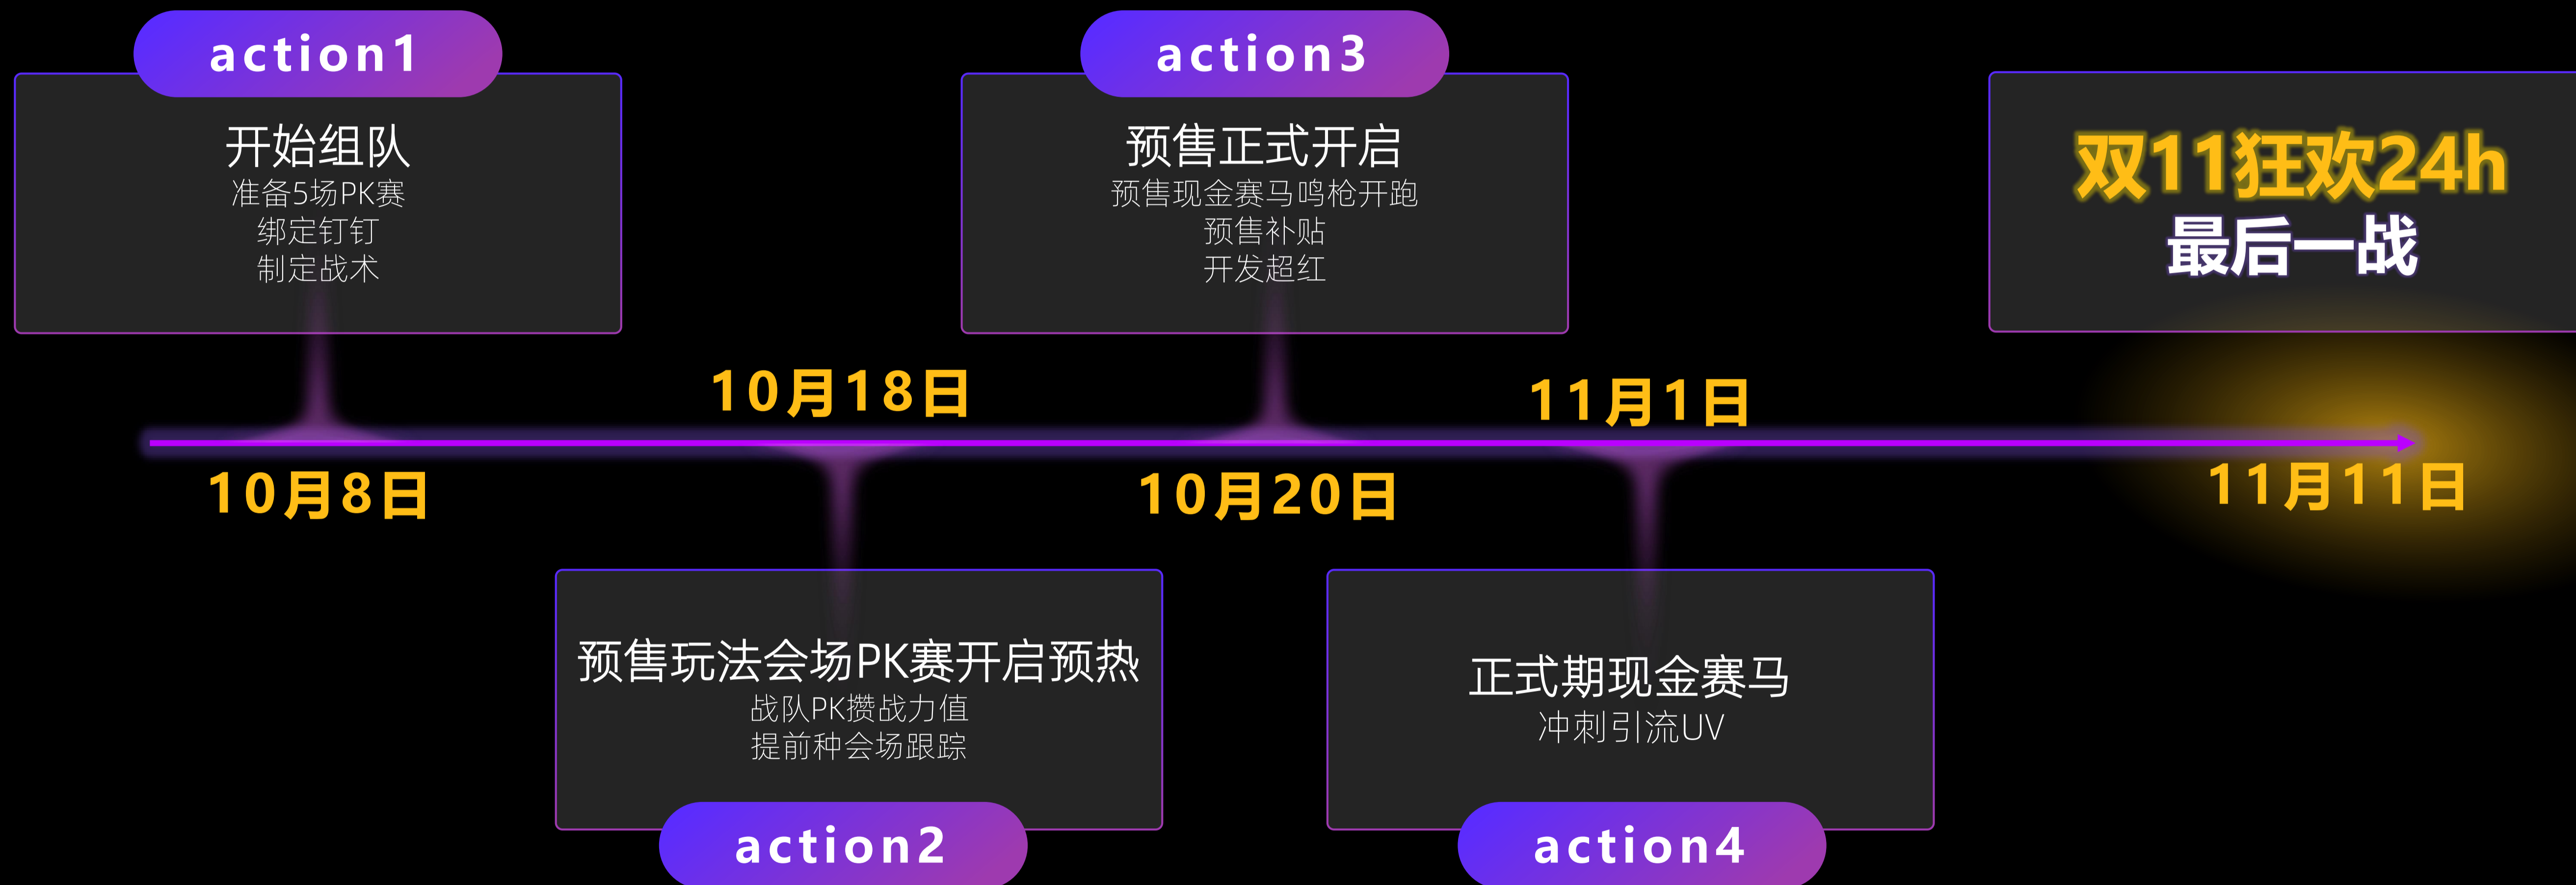 action1
开始组队
准备5场PK赛
绑定钉钉
制定战术
10月8日
10月18日
预售玩法会场PK赛开启预热
战队PK攒战力值
提前种会场跟踪
action2
action3
预售正式开启
预售现金赛马鸣枪开跑
预售补贴
开发超红
10月20日
11月1日
正式期现金赛马
冲刺引流UV
action4
双11狂欢24h
最后一战
11月11日